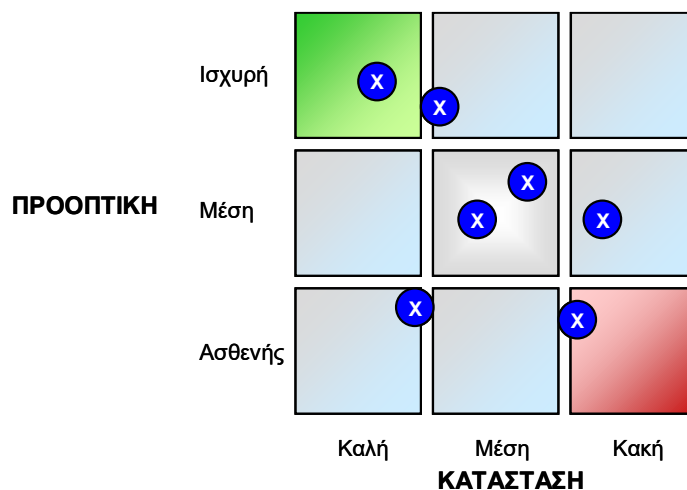 Ισχυρή
X
X
ΠΡΟΟΠΤΙΚΗ
Μέση
X
X
X
Ασθενής
X
X
Καλή
Μέση
Κακή
ΚΑΤΑΣΤΑΣΗ